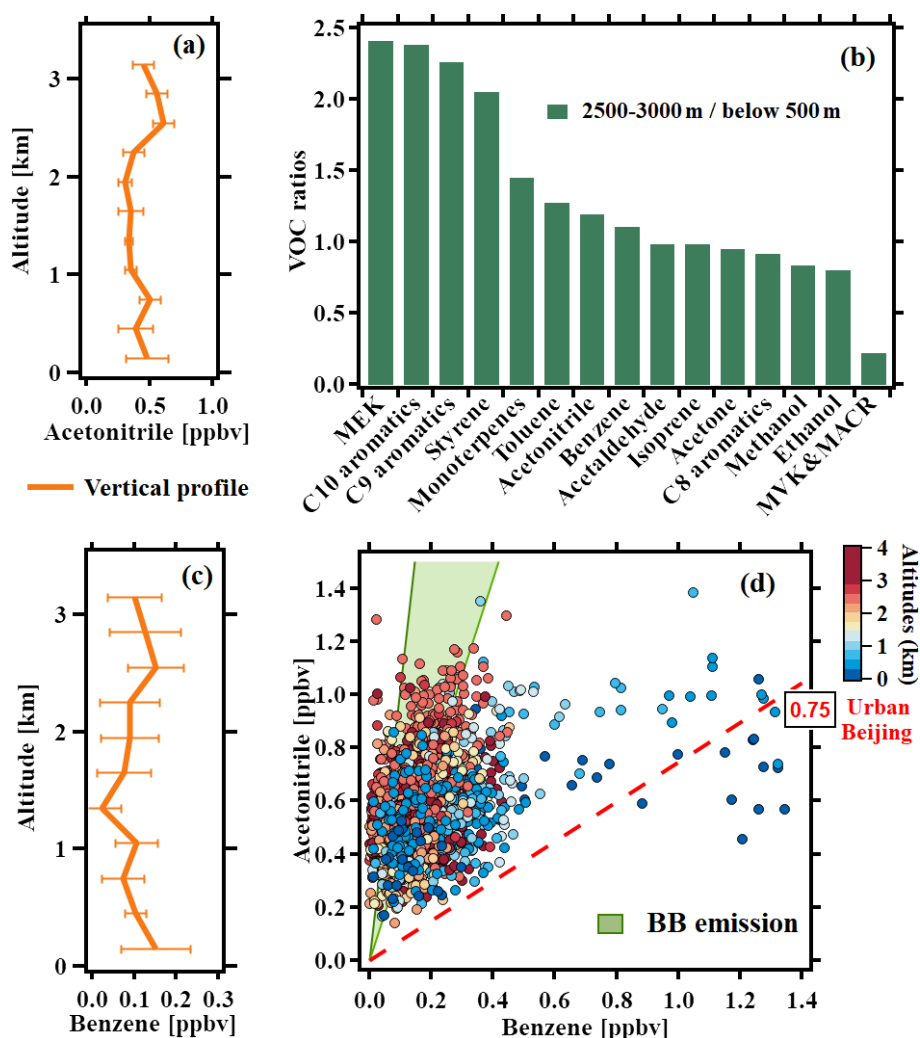 (a)
Altitude [km]
3
2
1
0
0.0
0.5
1.0
Acetonitrile [ppbv]
Vertical profile
(b)
VOC ratios
2.5
2.0
1.5
1.0
0.5
0.0
2500-3000 m / below 500 m
MEK
C10 aromatics
C9 aromatics
Styrene
Monoterpenes
Toluene
Acetonitrile
Benzene
Acetaldehyde
Isoprene
Acetone
C8 aromatics
Methanol
Ethanol
MVK&MACR
(c)
Altitude [km]
3
2
1
0
0.0
0.1
0.2
0.3
Benzene [ppbv]
(d)
Acetonitrile [ppbv]
1.4
1.2
1.0
0.8
0.6
0.4
0.2
0.0
0.0
0.2
0.4
0.6
0.8
1.0
1.2
1.4
Benzene [ppbv]
BB emission
0.75
Urban
Beijing
4
3
2
1
0
Altitudes (km)